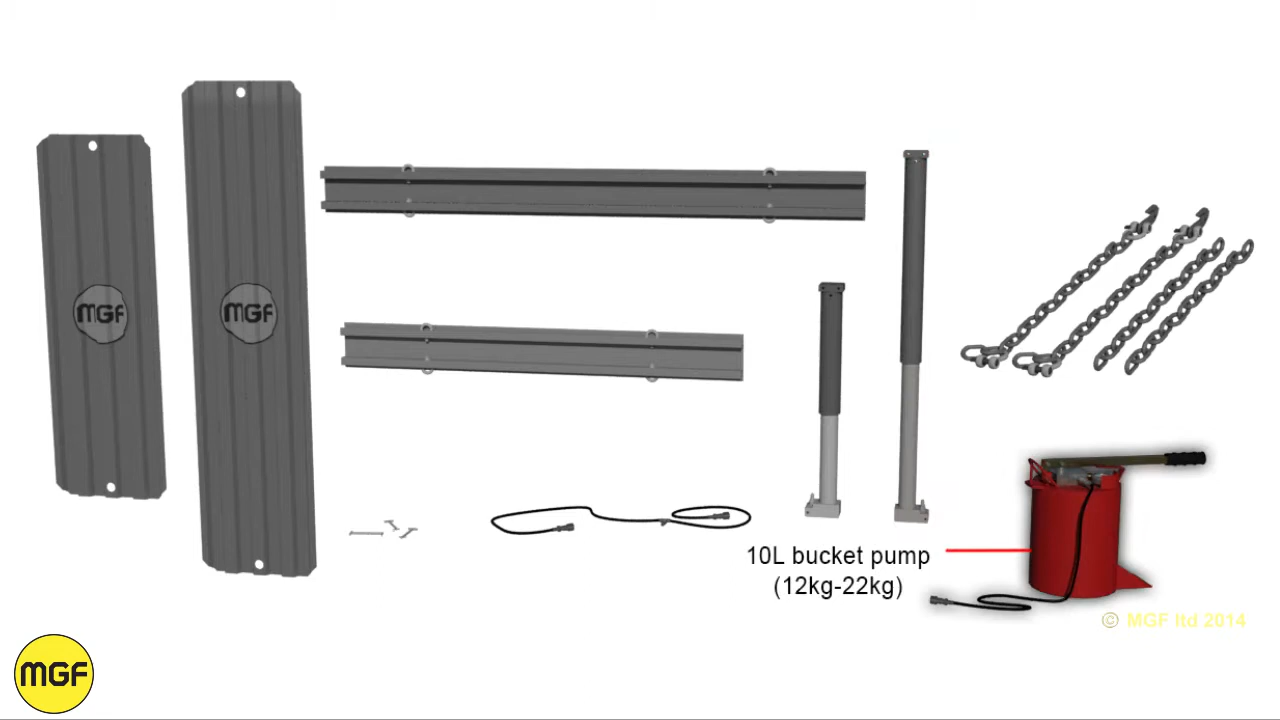 MGF
MGF
10L bucket pump
(12kg-22kg)
© MGF ltd 2014
MGF